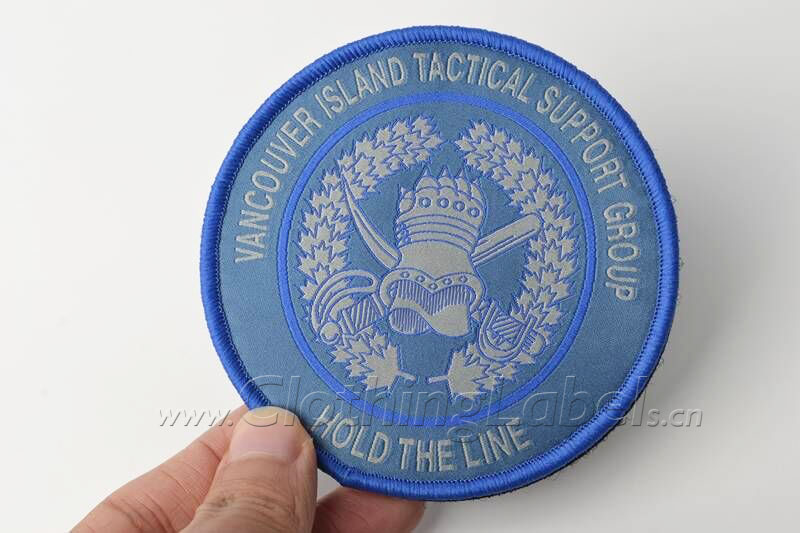 VANCOUVER ISLAND TACTICAL SUPPORT GROUP
www.ClothingLabels.cn
HOLD THE LINE